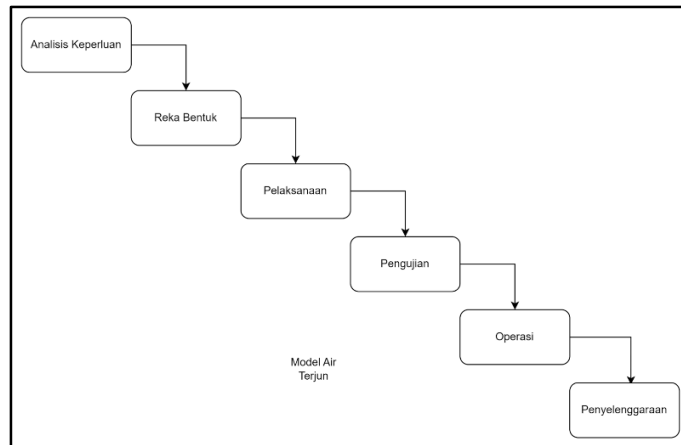 Analisis Keperluan
Reka Bentuk
Pelaksanaan
Pengujian
Operasi
Model Air
Terjun
Penyelenggaraan